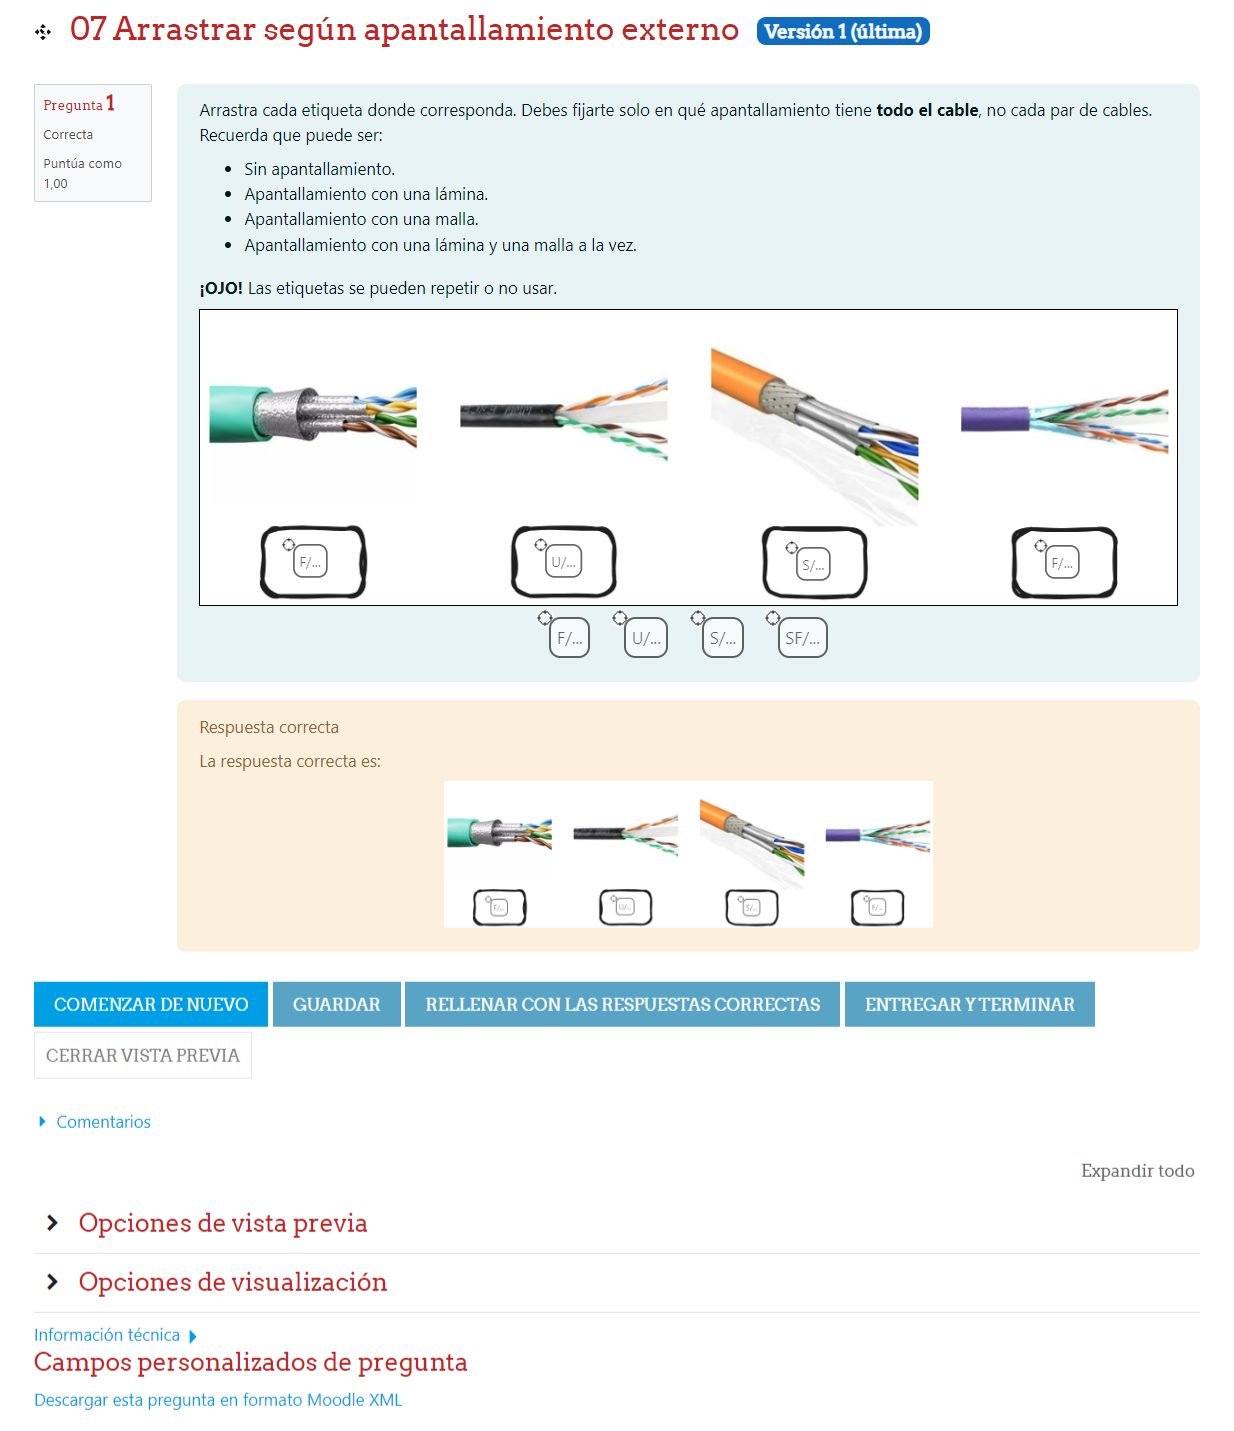 07 Arrastrar según apantallamiento externo Versión 1 (última)
Pregunta 1
Correcta
Puntúa como
1,00
Arrastra cada etiqueta donde corresponda. Debes fijarte solo en qué apantallamiento tiene todo el cable, no cada par de cables.
Recuerda que puede ser:
Sin apantallamiento.
Apantallamiento con una lámina.
Apantallamiento con una malla.
Apantallamiento con una lámina y una malla a la vez.
¡OJO! Las etiquetas se pueden repetir o no usar.
F/... U/... S/... F/...
F/... U/... S/... SF/...
Respuesta correcta
La respuesta correcta es:
F/... U/... S/... F/...
COMENZAR DE NUEVO GUARDAR RELLENAR CON LAS RESPUESTAS CORRECTAS ENTREGAR Y TERMINAR
CERRAR VISTA PREVIA
Comentarios
Expandir todo
Opciones de vista previa
Opciones de visualización
Información técnica
Campos personalizados de pregunta
Descargar esta pregunta en formato Moodle XML